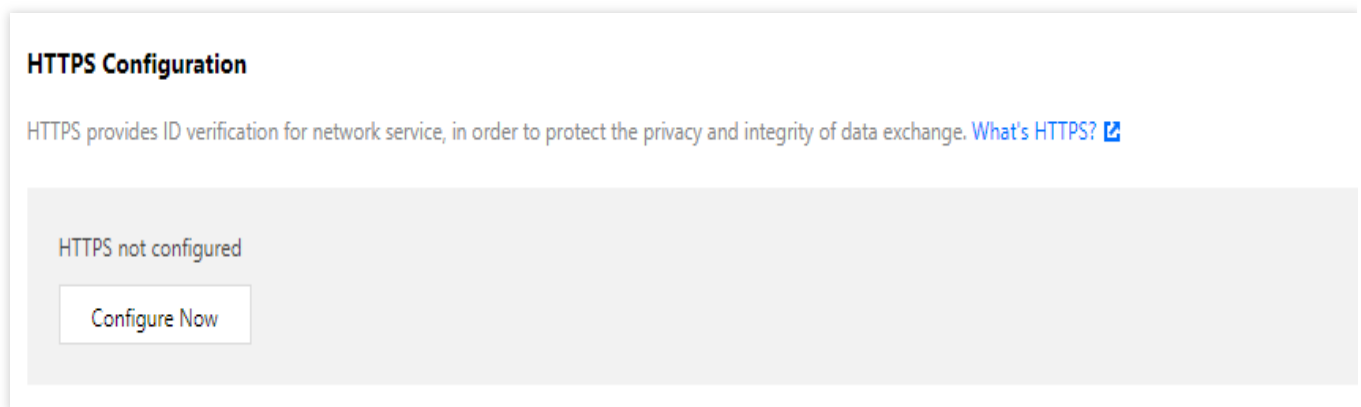 HTTPS Configuration
HTTPS provides ID verification for network service, in order to protect the privacy and integrity of data exchange. What's HTTPS?
HTTPS not configured
Configure Now